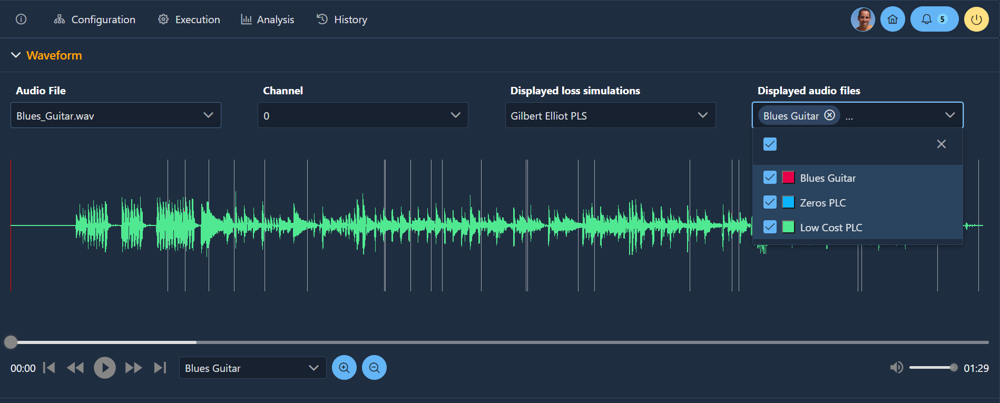 Configuration Execution Analysis History 5
Waveform
Audio File Channel Displayed loss simulations Displayed audio files
Blues_Guitar.wav 0 Gilbert Elliot PLS Blues Guitar ...
Blues Guitar
Zeros PLC
Low Cost PLC
00:00 Blues Guitar 01:29